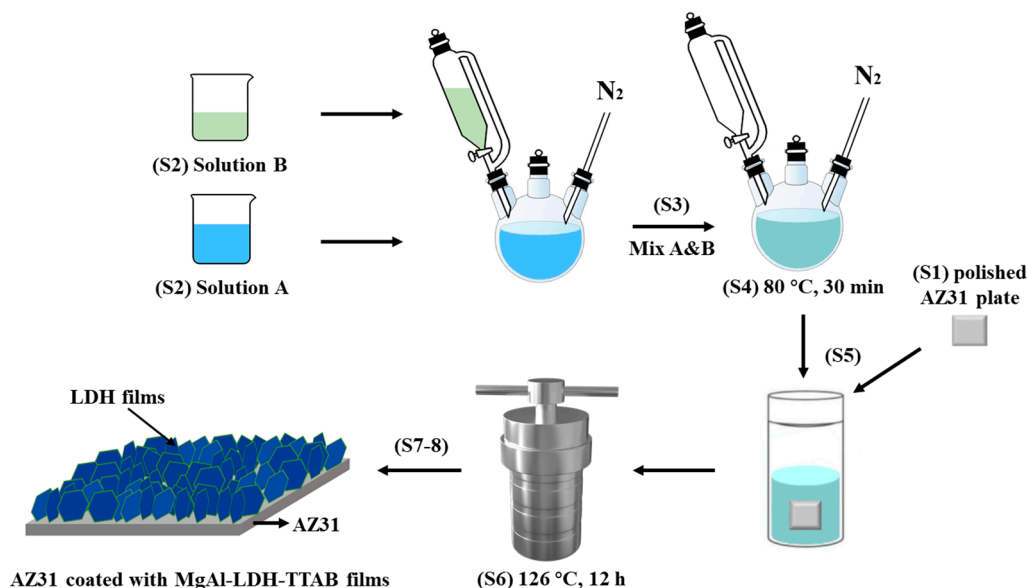 N₂
N₂
(S2) Solution B
(S3)
Mix A&B
(S2) Solution A
(S4) 80 °C, 30 min
(S1) polished
AZ31 plate
(S5)
LDH films
(S7-8)
AZ31
AZ31 coated with MgAl-LDH-TTAB films
(S6) 126 °C, 12 h